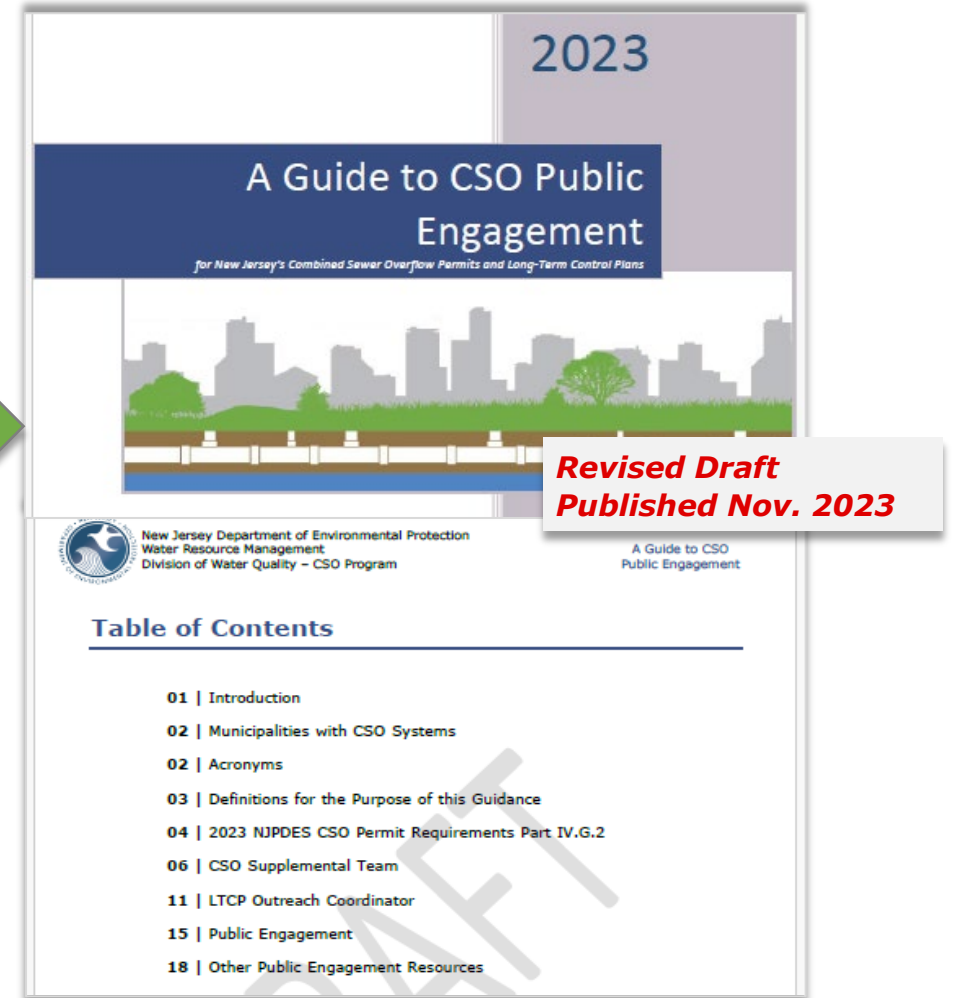 2023
A Guide to CSO Public
Engagement
for New Jersey's Combined Sewer Overflow Permits and Long-Term Control Plans
Revised Draft
Published Nov. 2023
New Jersey Department of Environmental Protection
Water Resource Management
Division of Water Quality – CSO Program
A Guide to CSO
Public Engagement
Table of Contents
01 | Introduction
02 | Municipalities with CSO Systems
02 | Acronyms
03 | Definitions for the Purpose of this Guidance
04 | 2023 NJPDES CSO Permit Requirements Part IV.G.2
06 | CSO Supplemental Team
11 | LTCP Outreach Coordinator
15 | Public Engagement
18 | Other Public Engagement Resources
DRAFT